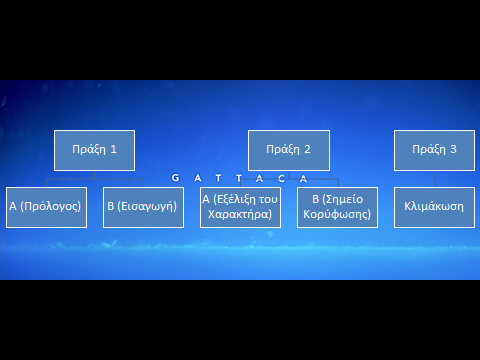 Πράξη 1
Πράξη 2
Πράξη 3
G A T T A C A
Α (Πρόλογος)
Β (Εισαγωγή)
Α (Εξέλιξη του
Χαρακτήρα)
Β (Σημείο
Κορύφωσης)
Κλιμάκωση